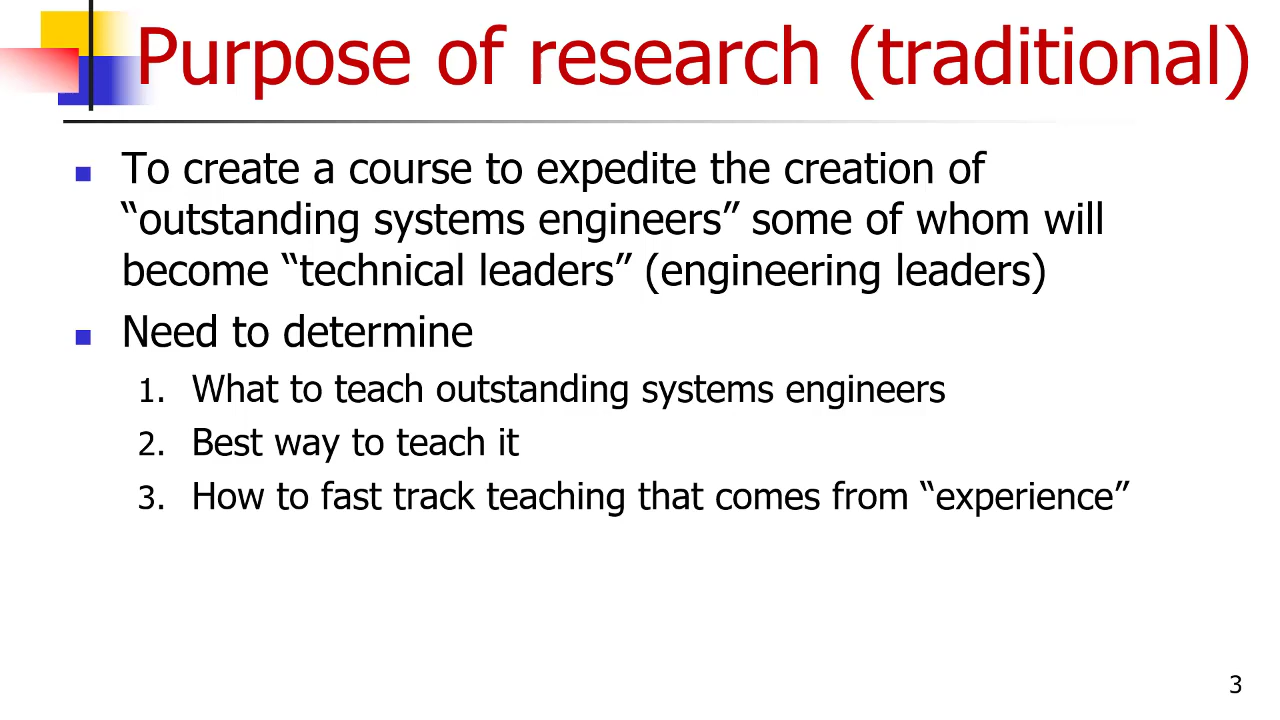 Purpose of research (traditional)
To create a course to expedite the creation of
“outstanding systems engineers” some of whom will
become “technical leaders” (engineering leaders)
Need to determine
1. What to teach outstanding systems engineers
2. Best way to teach it
3. How to fast track teaching that comes from “experience”
3